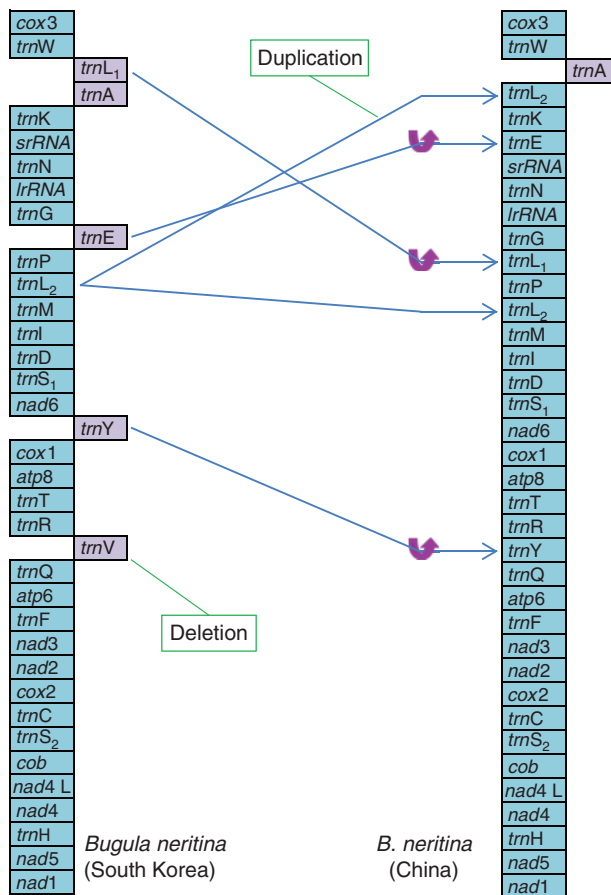 cox3
trnW
trnL₁
trnA
trnK
srRNA
trnN
lrRNA
trnG
trnE
trnP
trnL₂
trnM
trnI
trnD
trnS₁
nad6
trnY
cox1
atp8
trnT
trnR
trnV
trnQ
atp6
trnF
nad3
nad2
cox2
trnC
trnS₂
cob
nad4 L
nad4
trnH
nad5
nad1
Duplication
Deletion
Bugula neritina
(South Korea)
B. neritina
(China)
cox3
trnW
trnA
trnL₂
trnK
trnE
srRNA
trnN
lrRNA
trnG
trnL₁
trnP
trnL₂
trnM
trnI
trnD
trnS₁
nad6
cox1
atp8
trnT
trnR
trnY
trnQ
atp6
trnF
nad3
nad2
cox2
trnC
trnS₂
cob
nad4 L
nad4
trnH
nad5
nad1